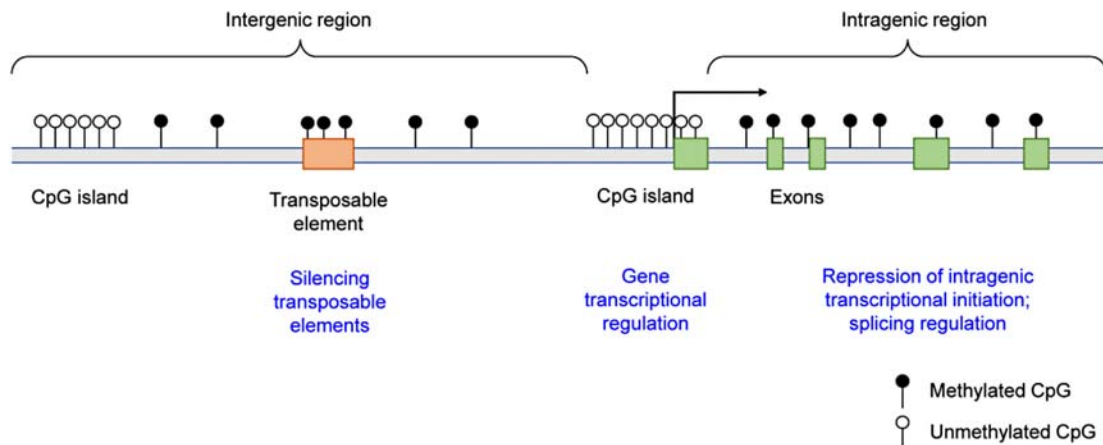 Intergenic region
Intragenic region
CpG island
Transposable
element
CpG island
Exons
Silencing
transposable
elements
Gene
transcriptional
regulation
Repression of intragenic
transcriptional initiation;
splicing regulation
Methylated CpG
Unmethylated CpG